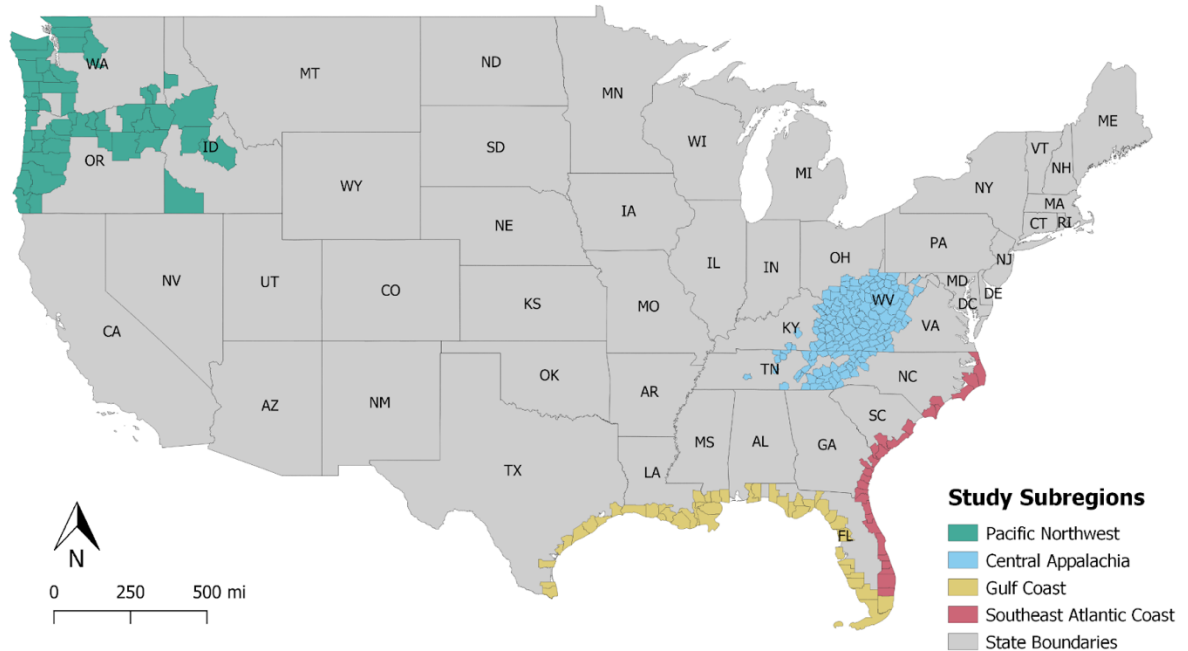 WA
MT
ND
MN
ME
OR
ID
SD
WI
VT
NH
WY
MI
NY
MA
CT
RI
IA
NE
PA
NJ
NV
UT
CO
IL
IN
OH
MD
DE
DC
CA
KS
MO
WV
KY
VA
AZ
NM
OK
AR
TN
NC
SC
MS
AL
GA
TX
LA
FL
N
0 250 500 mi
Study Subregions
Pacific Northwest
Central Appalachia
Gulf Coast
Southeast Atlantic Coast
State Boundaries